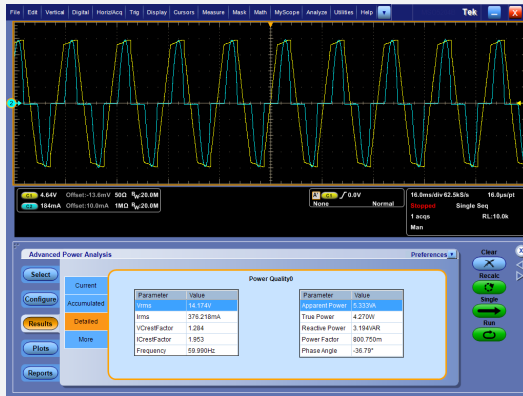 File Edit Vertical Digital Horiz/Acq Trig Display Cursors Measure Mask Math MyScope Analyze Utilities Help Tek X
2
C1 4.64V Offset:-13.6mV 50Ω BW:20.0M
C2 184mA Offset:10.0mA 1MΩ BW:20.0M
A' C1 / 0.0V
None Normal
16.0ms/div 62.5kS/s 16.0µs/pt
Stopped Single Seq
1 acqs RL:10.0k
Man
Advanced Power Analysis
Preferences
Clear
X
Recalc
Single
Run
Select
Configure
Results
Plots
Reports
Current
Accumulated
Detailed
More
Power Quality0
Parameter Value
Vrms 14.174V
Irms 376.218mA
VCrestFactor 1.284
ICrestFactor 1.953
Frequency 59.990Hz
Parameter Value
Apparent Power 5.333VA
True Power 4.270W
Reactive Power 3.194VAR
Power Factor 800.750m
Phase Angle -36.79°